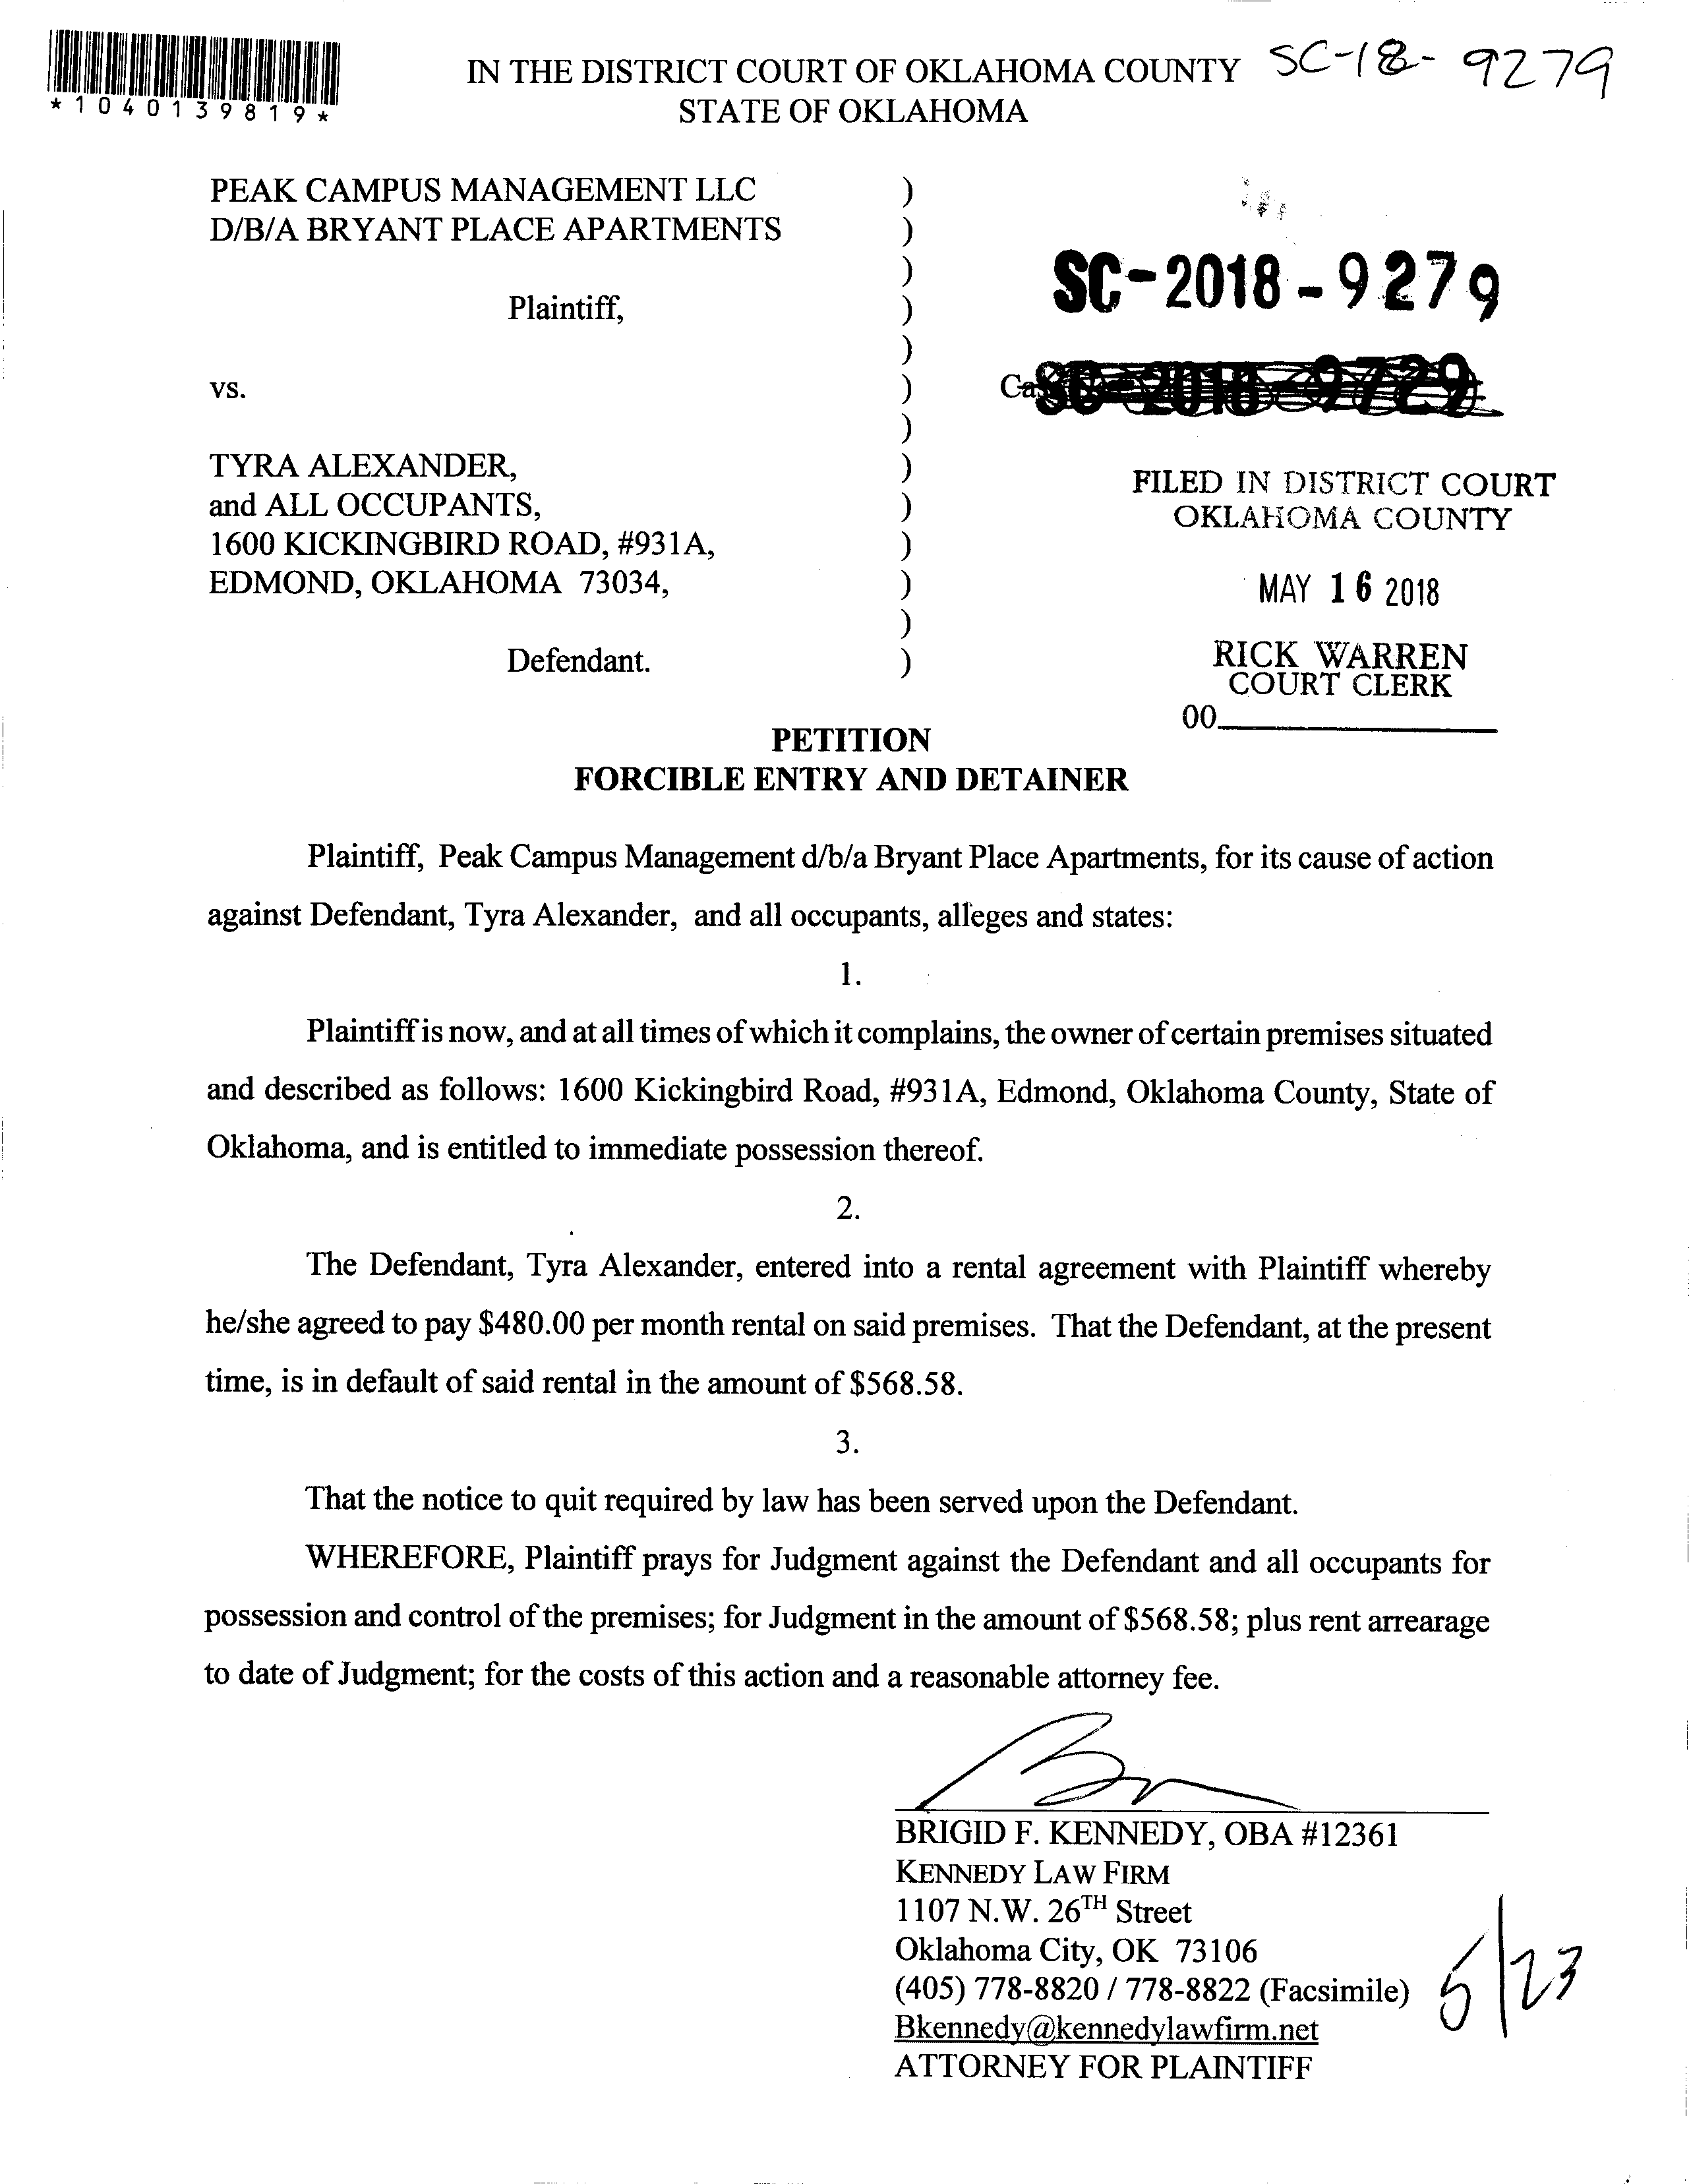 IN THE DISTRICT COURT OF OKLAHOMA COUNTY SC-18-9279
*1040139819*
STATE OF OKLAHOMA
PEAK CAMPUS MANAGEMENT LLC )
D/B/A BRYANT PLACE APARTMENTS )
)
SC-2018-9279
Plaintiff, )
)
vs. )
SC-2018-9729
)
TYRA ALEXANDER, )
and ALL OCCUPANTS, )
1600 KICKINGBIRD ROAD, #931A, )
EDMOND, OKLAHOMA 73034, )
)
Defendant. )
FILED IN DISTRICT COURT
OKLAHOMA COUNTY
MAY 16 2018
RICK WARREN
COURT CLERK
00
PETITION
FORCIBLE ENTRY AND DETAINER
Plaintiff, Peak Campus Management d/b/a Bryant Place Apartments, for its cause of action
against Defendant, Tyra Alexander, and all occupants, alleges and states:
1.
Plaintiff is now, and at all times of which it complains, the owner of certain premises situated
and described as follows: 1600 Kickingbird Road, #931A, Edmond, Oklahoma County, State of
Oklahoma, and is entitled to immediate possession thereof.
2.
The Defendant, Tyra Alexander, entered into a rental agreement with Plaintiff whereby
he/she agreed to pay $480.00 per month rental on said premises. That the Defendant, at the present
time, is in default of said rental in the amount of $568.58.
3.
That the notice to quit required by law has been served upon the Defendant.
WHEREFORE, Plaintiff prays for Judgment against the Defendant and all occupants for
possession and control of the premises; for Judgment in the amount of $568.58; plus rent arrearage
to date of Judgment; for the costs of this action and a reasonable attorney fee.
BRIGID F. KENNEDY, OBA #12361
KENNEDY LAW FIRM
1107 N.W. 26TH Street
Oklahoma City, OK 73106
(405) 778-8820 / 778-8822 (Facsimile)
Bkennedy@kennedylawfirm.net
ATTORNEY FOR PLAINTIFF
5/23